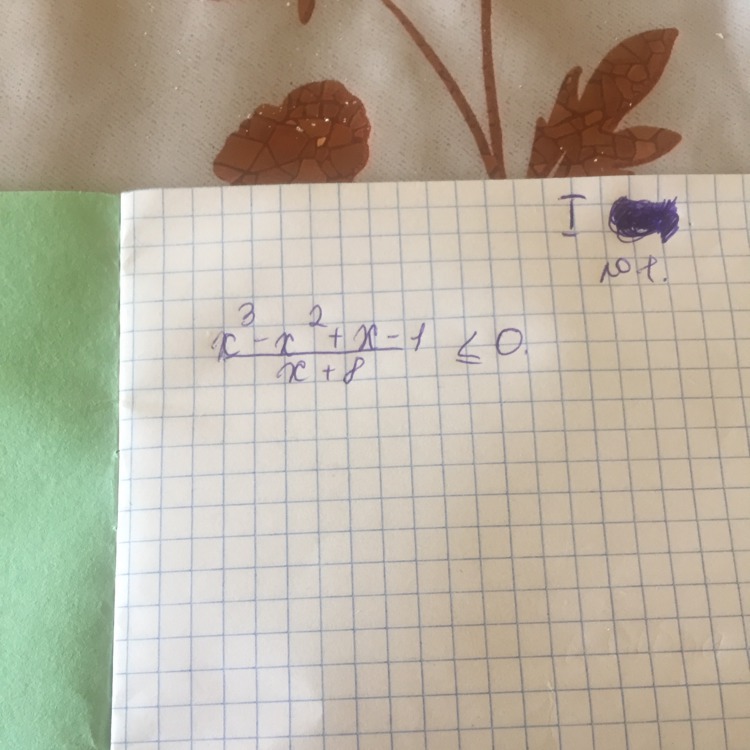 I
№1.
x³ - x² + x - 1 / x + 8 ≤ 0.